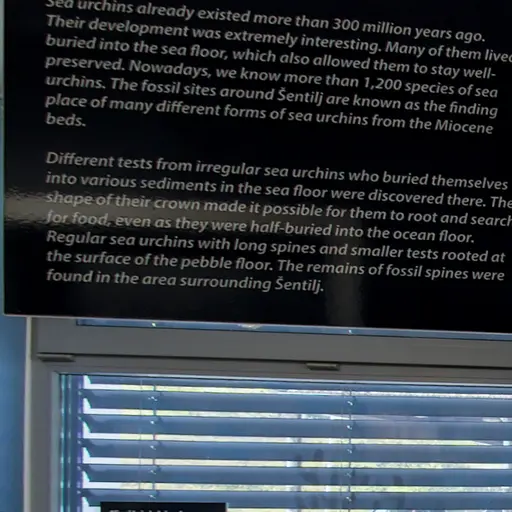 Sea urchins already existed more than 300 million years ago.
Their development was extremely interesting. Many of them lived
buried into the sea floor, which also allowed them to stay well-
preserved. Nowadays, we know more than 1,200 species of sea
urchins. The fossil sites around Šentilj are known as the finding
place of many different forms of sea urchins from the Miocene
beds.
Different tests from irregular sea urchins who buried themselves
into various sediments in the sea floor were discovered there. The
shape of their crown made it possible for them to root and search
for food, even as they were half-buried into the ocean floor.
Regular sea urchins with long spines and smaller tests rooted at
the surface of the pebble floor. The remains of fossil spines were
found in the area surrounding Šentilj.